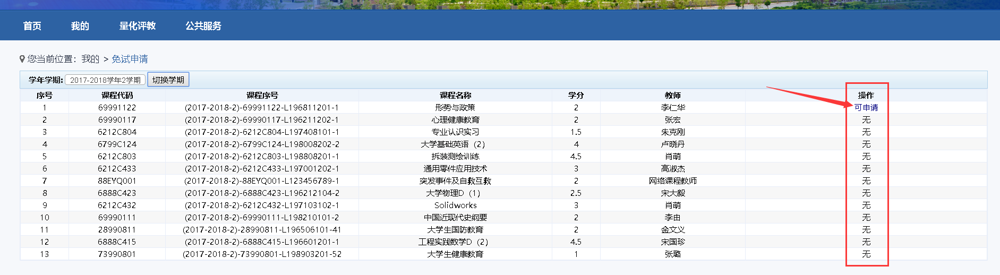 首页 我的 量化评教 公共服务
您当前位置：我的 > 免试申请
学年学期: 2017-2018学年2学期 切换学期
序号 课程代码 课程序号 课程名称 学分 教师 操作
1 69991122 (2017-2018-2)-69991122-L196811201-1 形势与政策 2 李仁华 可申请
2 69990117 (2017-2018-2)-69990117-L196211202-1 心理健康教育 2 张宏 无
3 6212C804 (2017-2018-2)-6212C804-L197408101-1 专业认识实习 1.5 朱克刚 无
4 6799C124 (2017-2018-2)-6799C124-L198008202-2 大学基础英语（2） 4 卢晓丹 无
5 6212C803 (2017-2018-2)-6212C803-L198808201-1 拆装测绘训练 4.5 肖萌 无
6 6212C433 (2017-2018-2)-6212C433-L197001202-1 通用零件应用技术 3 高淑杰 无
7 88EYQ001 (2017-2018-2)-88EYQ001-L123456789-1 突发事件及自救互救 2 网络课程教师 无
8 6888C423 (2017-2018-2)-6888C423-L196212104-2 大学物理D（1） 2.5 宋大毅 无
9 6212C432 (2017-2018-2)-6212C432-L197103102-1 Solidworks 3 肖萌 无
10 69990111 (2017-2018-2)-69990111-L198210101-2 中国近现代史纲要 2 李由 无
11 28990811 (2017-2018-2)-28990811-L196506101-41 大学生国防教育 2 金文义 无
12 6888C415 (2017-2018-2)-6888C415-L196601201-1 工程实践数学D（2） 4.5 宋国珍 无
13 73990801 (2017-2018-2)-73990801-L198903201-52 大学生健康教育 1 张璐 无